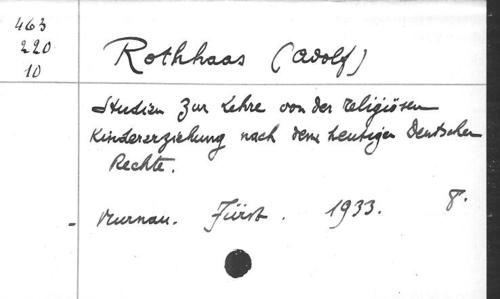 463
220
10
Rothhaas (Adolf)
Studien zur Lehre von der religiösen
Kindererziehung nach dem heutigen Deutschen
Rechte.
- Murnau. Fürst. 1933. 8.